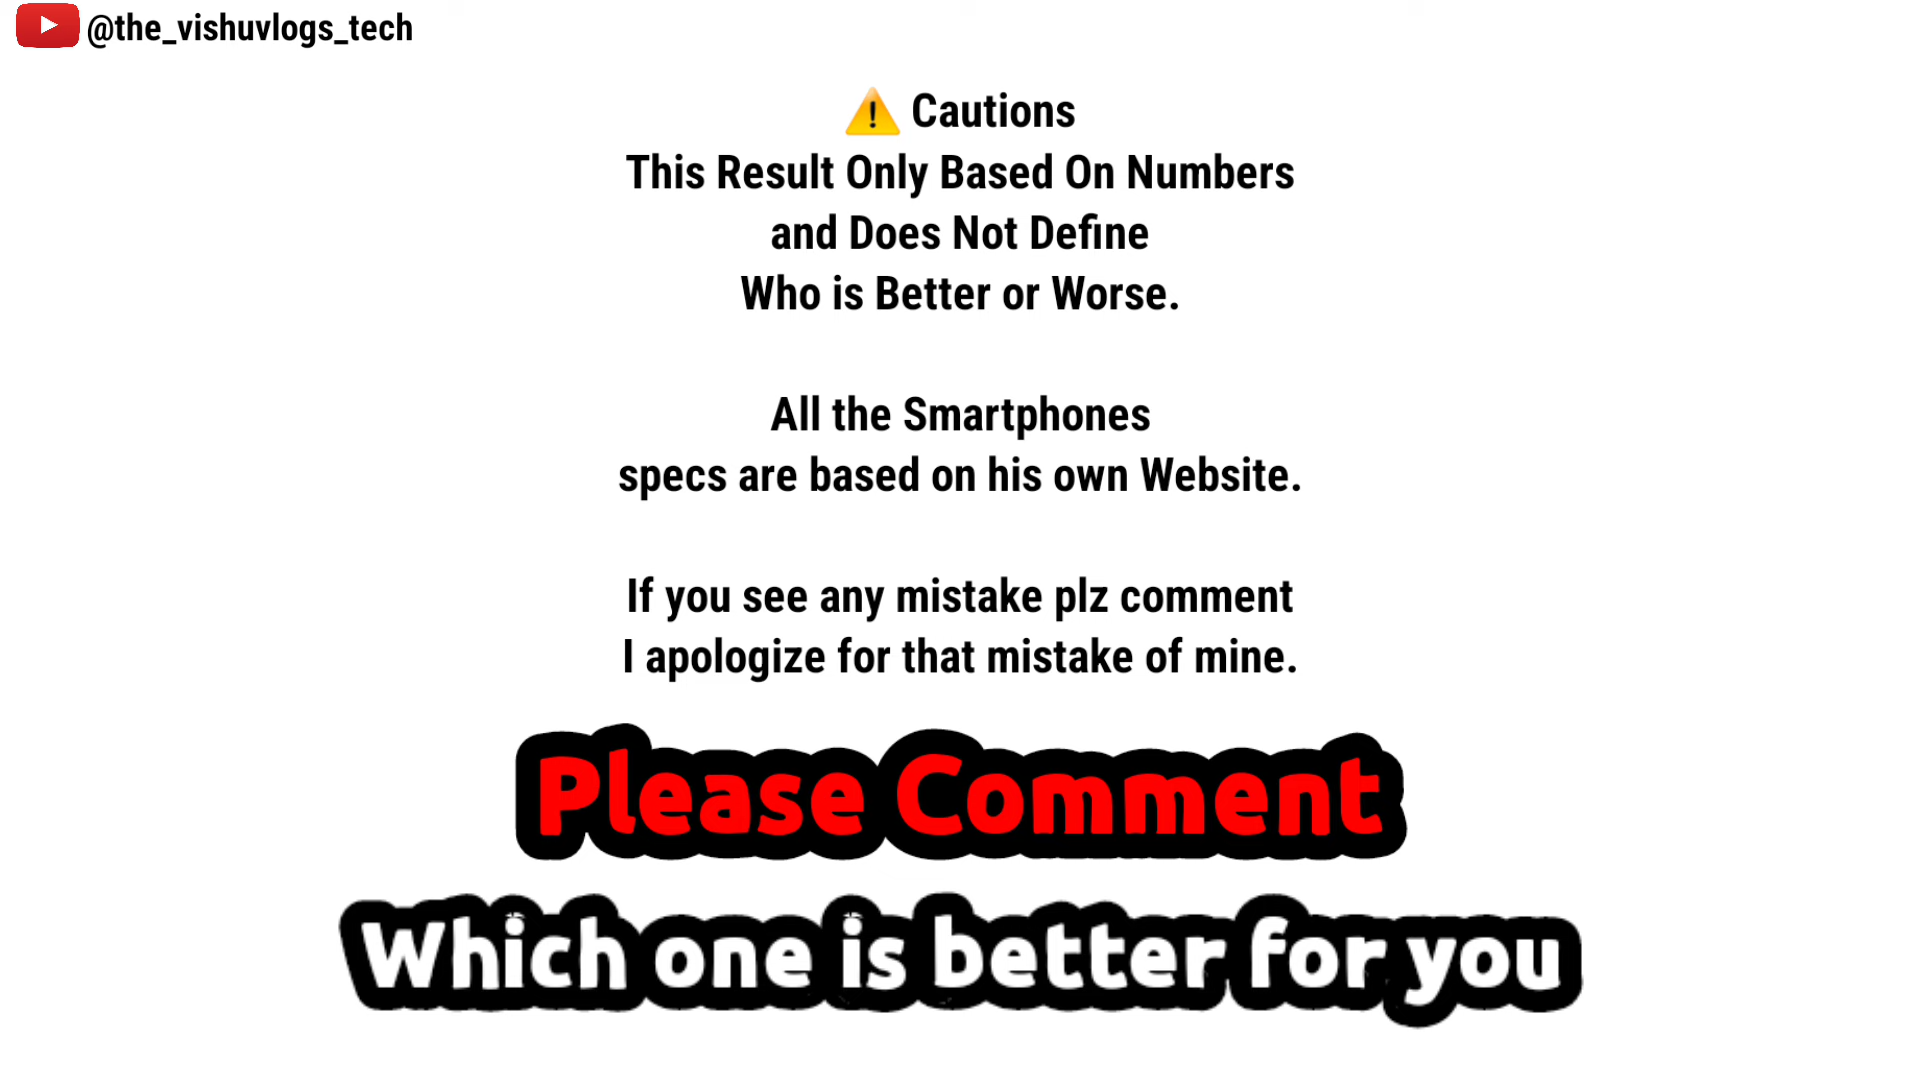 @the_vishuvlogs_tech
⚠️ Cautions
This Result Only Based On Numbers
and Does Not Define
Who is Better or Worse.
All the Smartphones
specs are based on his own Website.
If you see any mistake plz comment
I apologize for that mistake of mine.
Please Comment
Which one is better for you